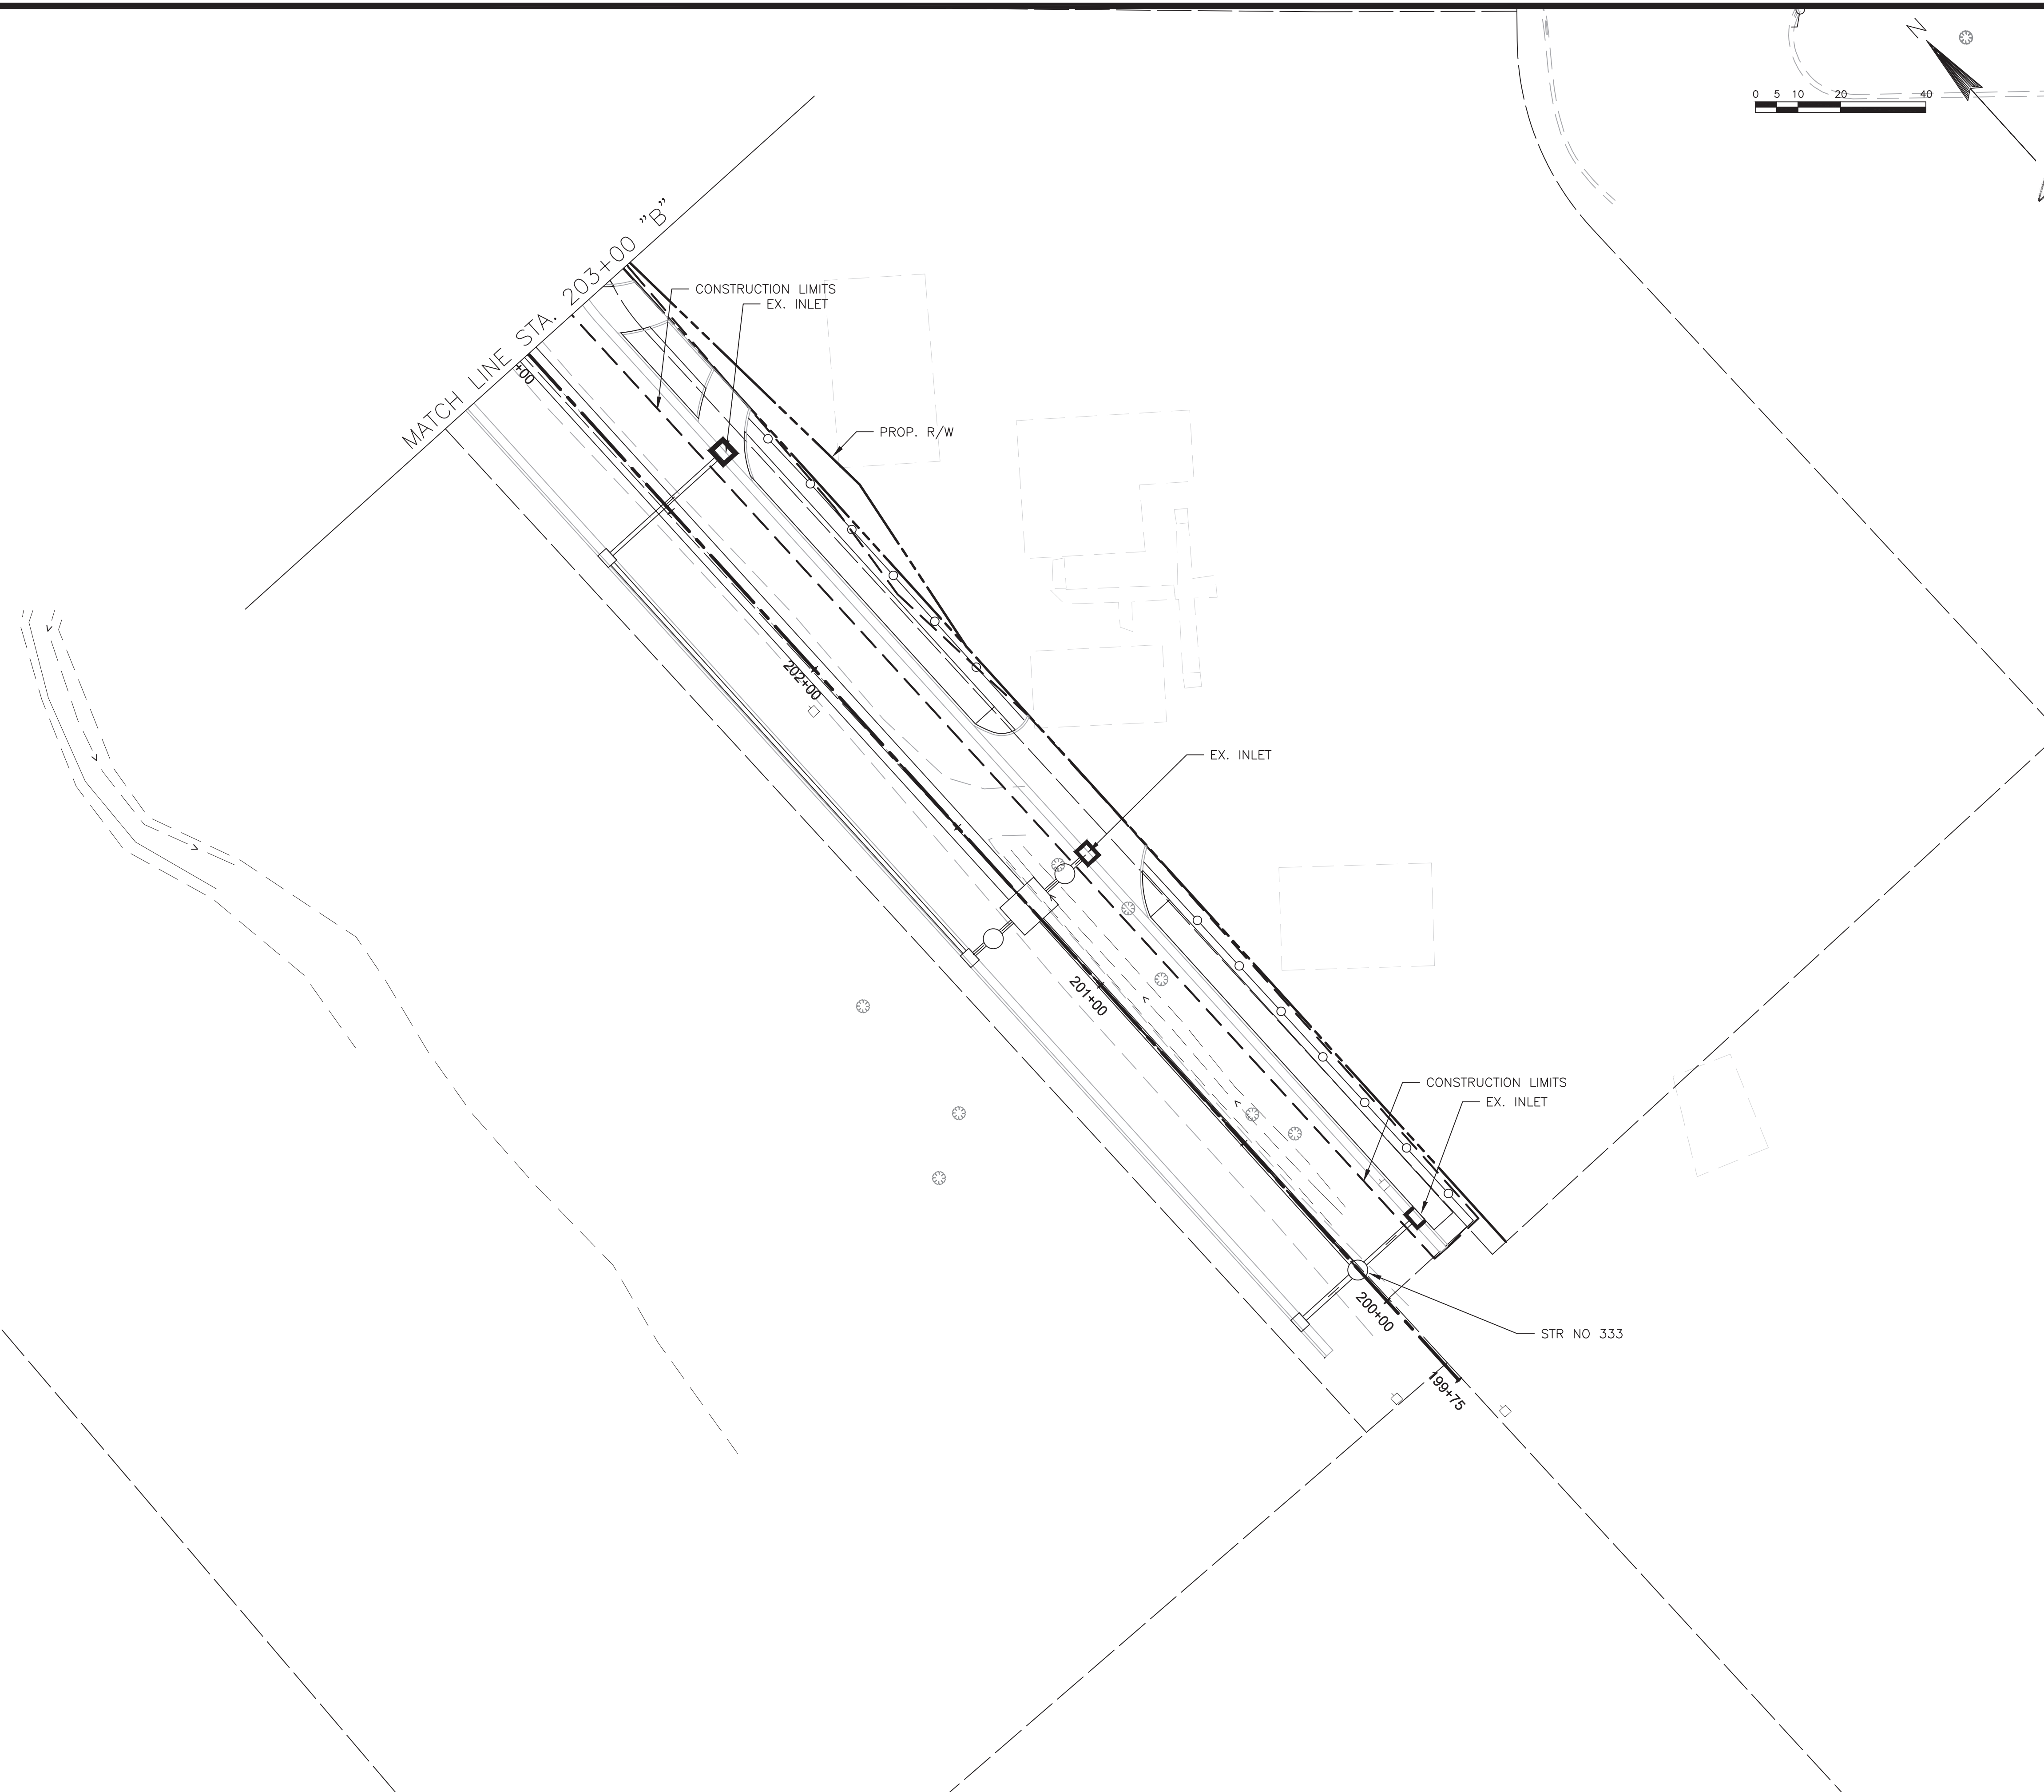 N
0 5 10 20 40
MATCH LINE STA. 203+00 "B"
CONSTRUCTION LIMITS
EX. INLET
+00
PROP. R/W
202+00
EX. INLET
201+00
CONSTRUCTION LIMITS
EX. INLET
200+00
STR NO 333
199+75